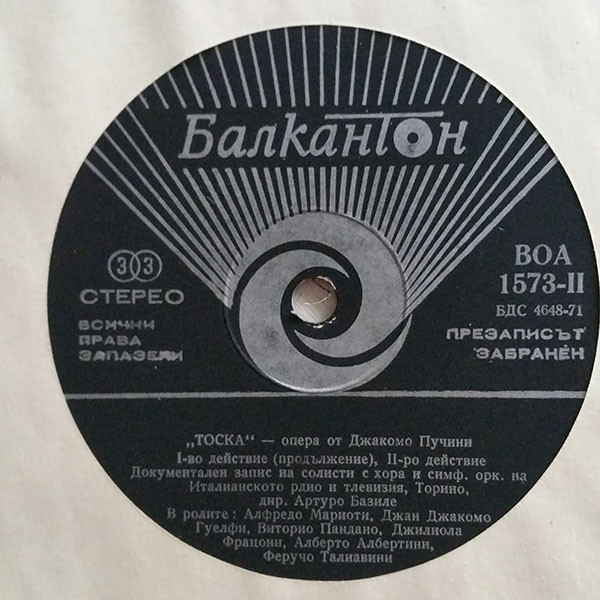 Балкантон
33
СТЕРЕО
ВСИЧНИ
ПРАВА
ЗАПАЗЕЛИ
ВОА
1573-II
БДС 4648-71
ПРЕЗАПИСЪТ
ЗАБРАНЕН
„ТОСКА“ — опера от Джакомо Пучини
I-во действие (продължение), II-ро действие
Документален запис на солисти с хора и симф. орк. на
Италианското рдио и тлевизия, Торино,
дир. Артуро Базиле
В ролите: Алфредо Мариоти, Джан Джакомо
Гуелфи, Виторио Пандано, Джилиола
Фрацони, Алберто Албертини,
Феручо Талиавини